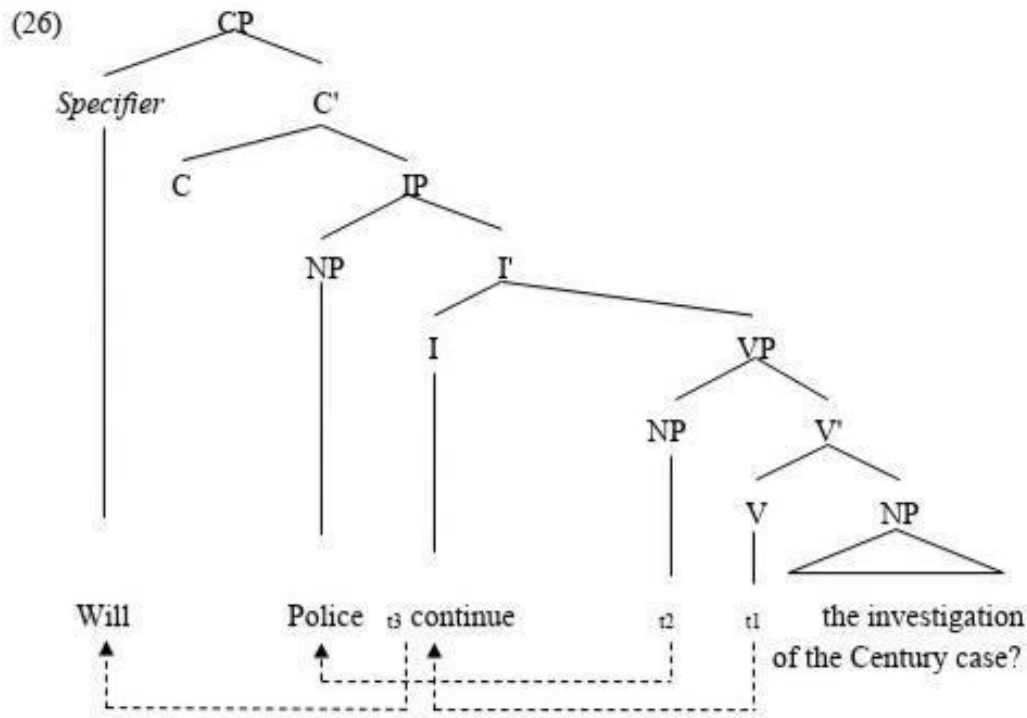 (26) CP
Specifier C'
C IP
NP I'
I VP
NP V'
V NP
Will Police t3 continue t2 t1 the investigation
of the Century case?